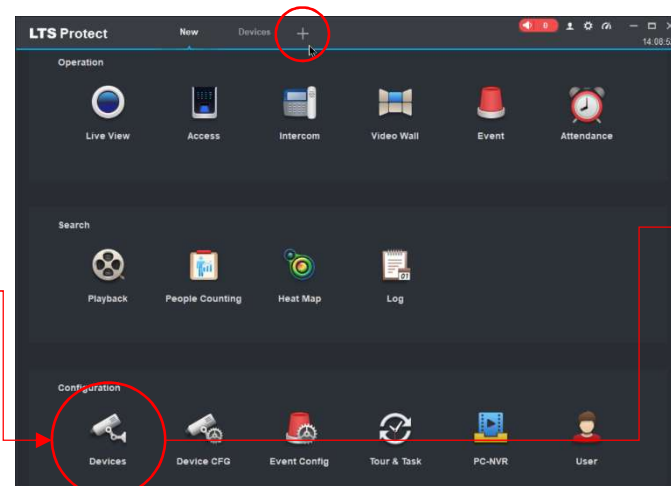 LTS Protect New Devices +
0
14:08:5
Operation
Live View Access Intercom Video Wall Event Attendance
Search
Playback People Counting Heat Map Log
Configuration
Devices Device CFG Event Config Tour & Task PC-NVR User